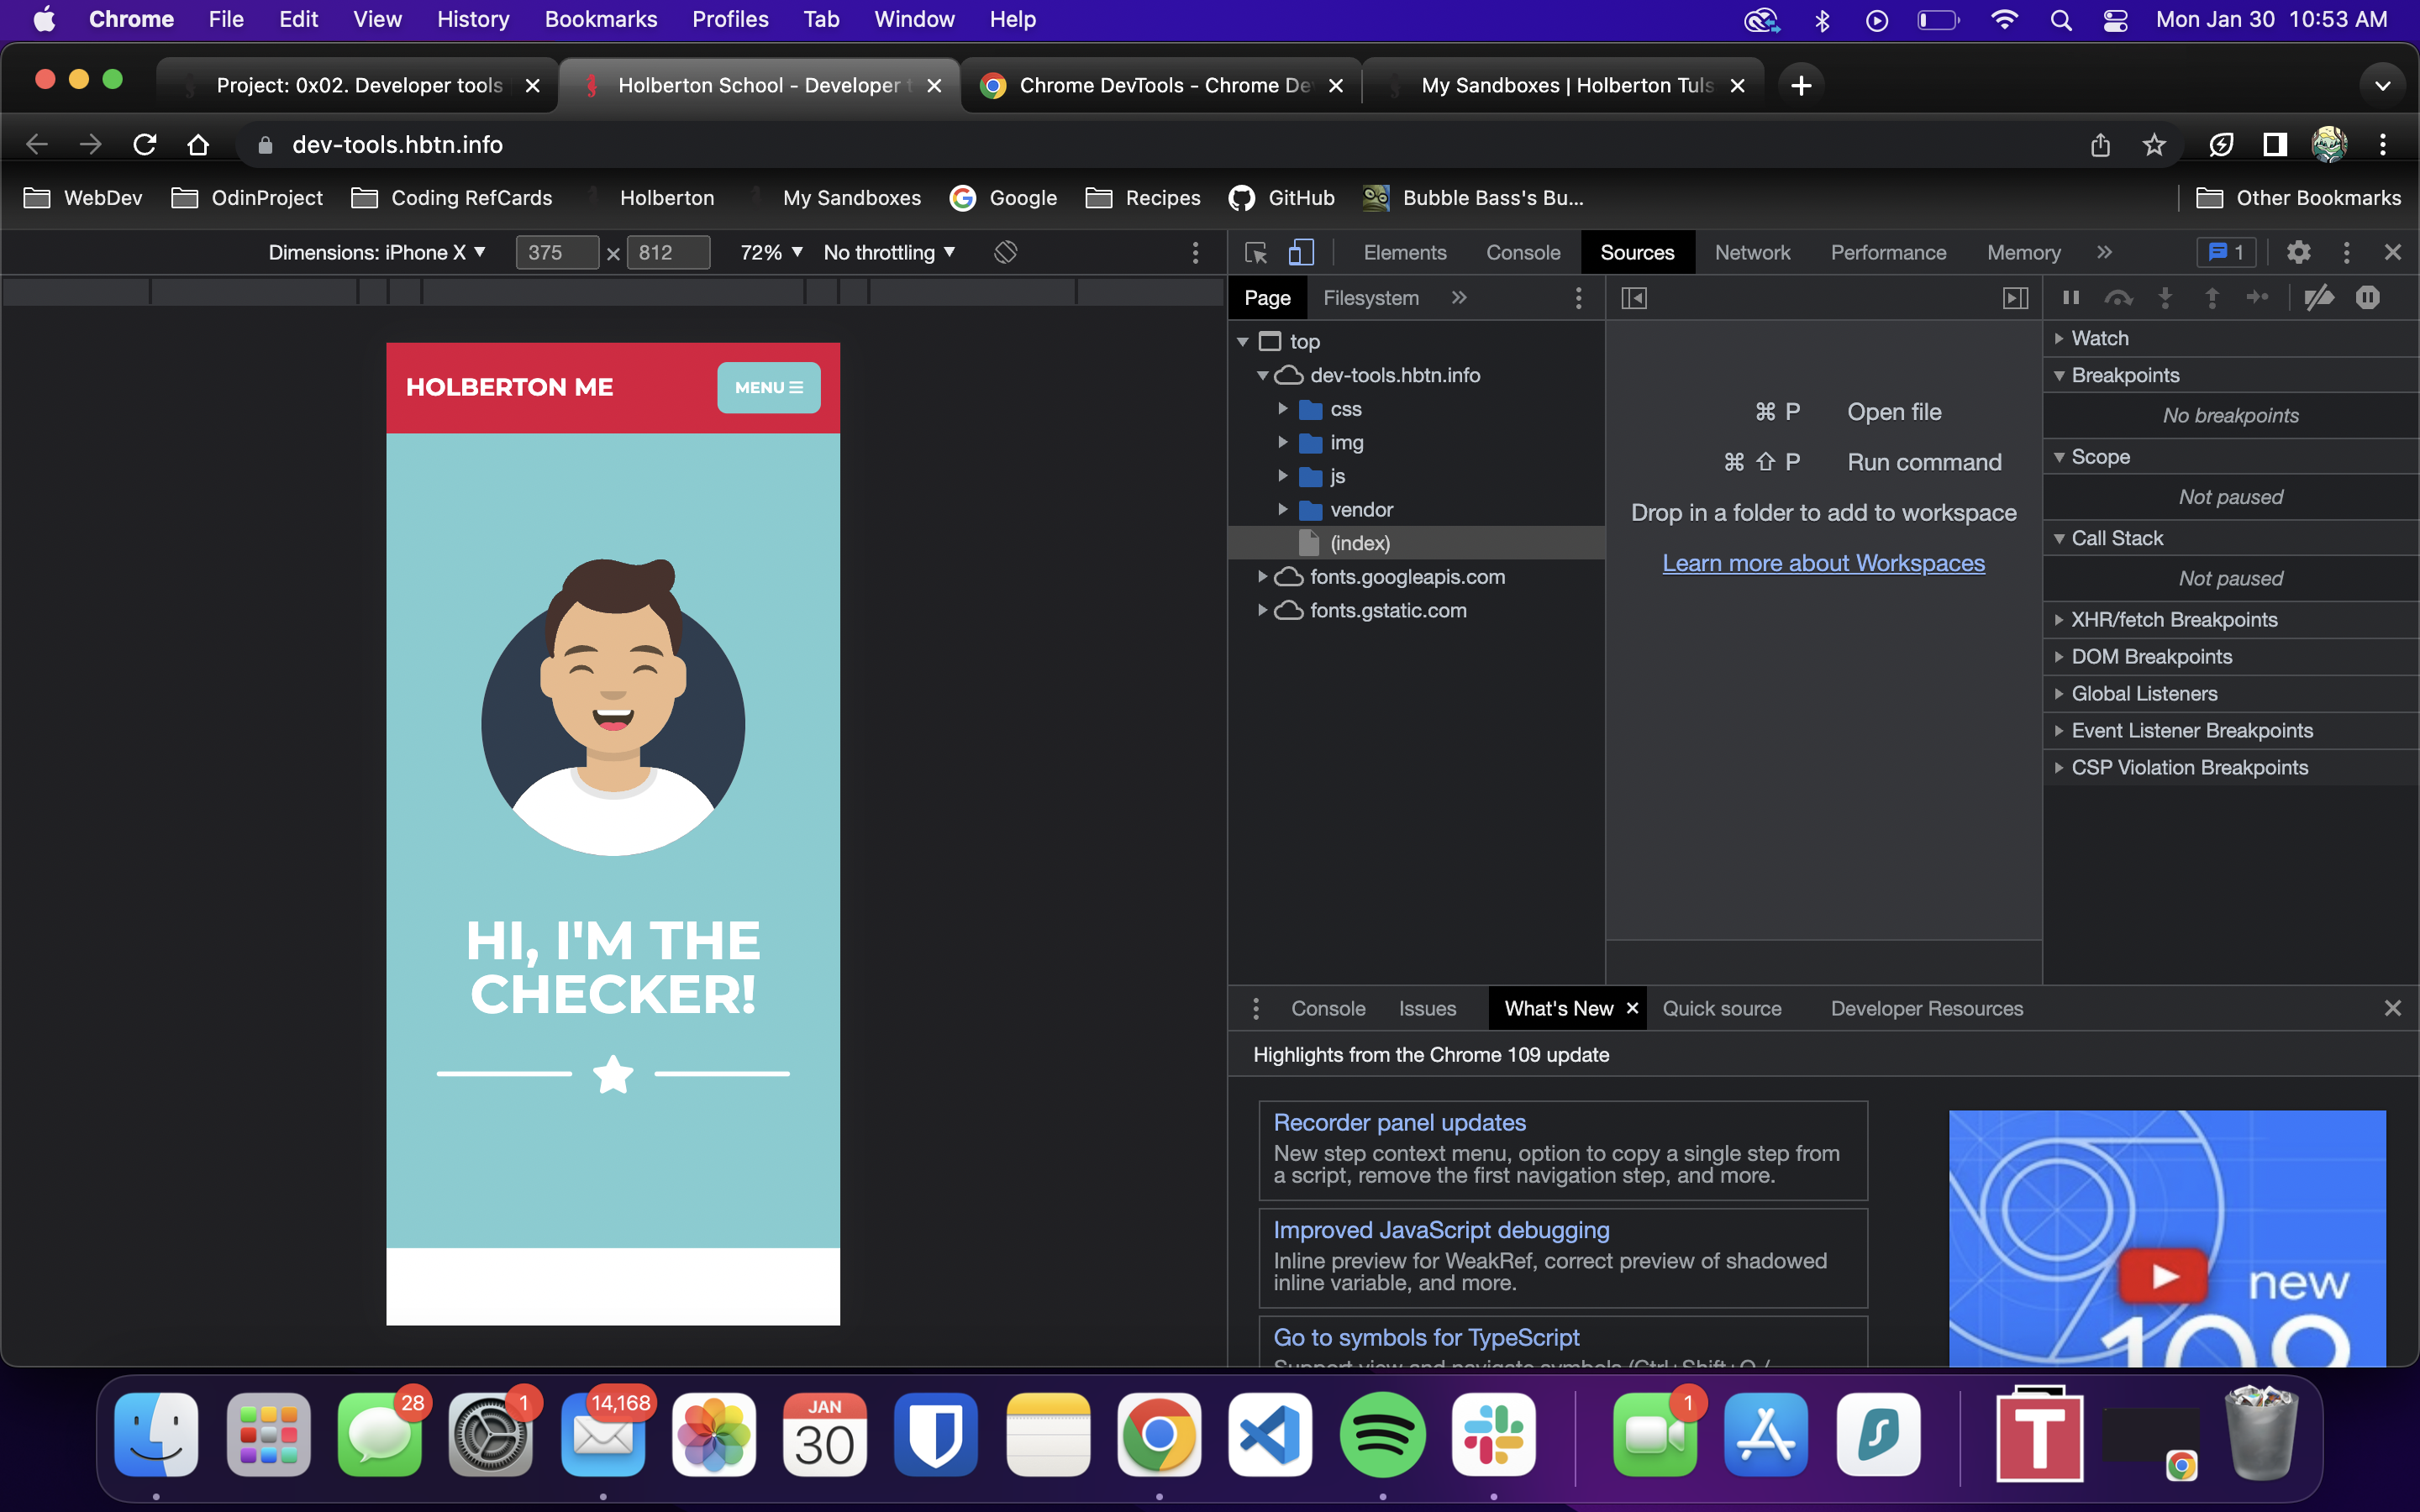 Chrome File Edit View History Bookmarks Profiles Tab Window Help Mon Jan 30 10:53 AM
Project: 0x02. Developer tools Holberton School - Developer t Chrome DevTools - Chrome De My Sandboxes | Holberton Tuls
dev-tools.hbtn.info
WebDev OdinProject Coding RefCards Holberton My Sandboxes Google Recipes GitHub Bubble Bass's Bu... Other Bookmarks
Dimensions: iPhone X 375 × 812 72% No throttling
Elements Console Sources Network Performance Memory 1
Page Filesystem
top
dev-tools.hbtn.info
css
img
js
vendor
(index)
fonts.googleapis.com
fonts.gstatic.com
⌘ P Open file
⌘ ⇧ P Run command
Drop in a folder to add to workspace
Learn more about Workspaces
Watch
Breakpoints
No breakpoints
Scope
Not paused
Call Stack
Not paused
XHR/fetch Breakpoints
DOM Breakpoints
Global Listeners
Event Listener Breakpoints
CSP Violation Breakpoints
HOLBERTON ME MENU
HI, I'M THE
CHECKER!
Console Issues What's New Quick source Developer Resources
Highlights from the Chrome 109 update
Recorder panel updates
New step context menu, option to copy a single step from
a script, remove the first navigation step, and more.
Improved JavaScript debugging
Inline preview for WeakRef, correct preview of shadowed
inline variable, and more.
Go to symbols for TypeScript
Support view and navigate symbols (Ctrl+Shift+O /
new
109
28 1 14,168 JAN 1
30 T